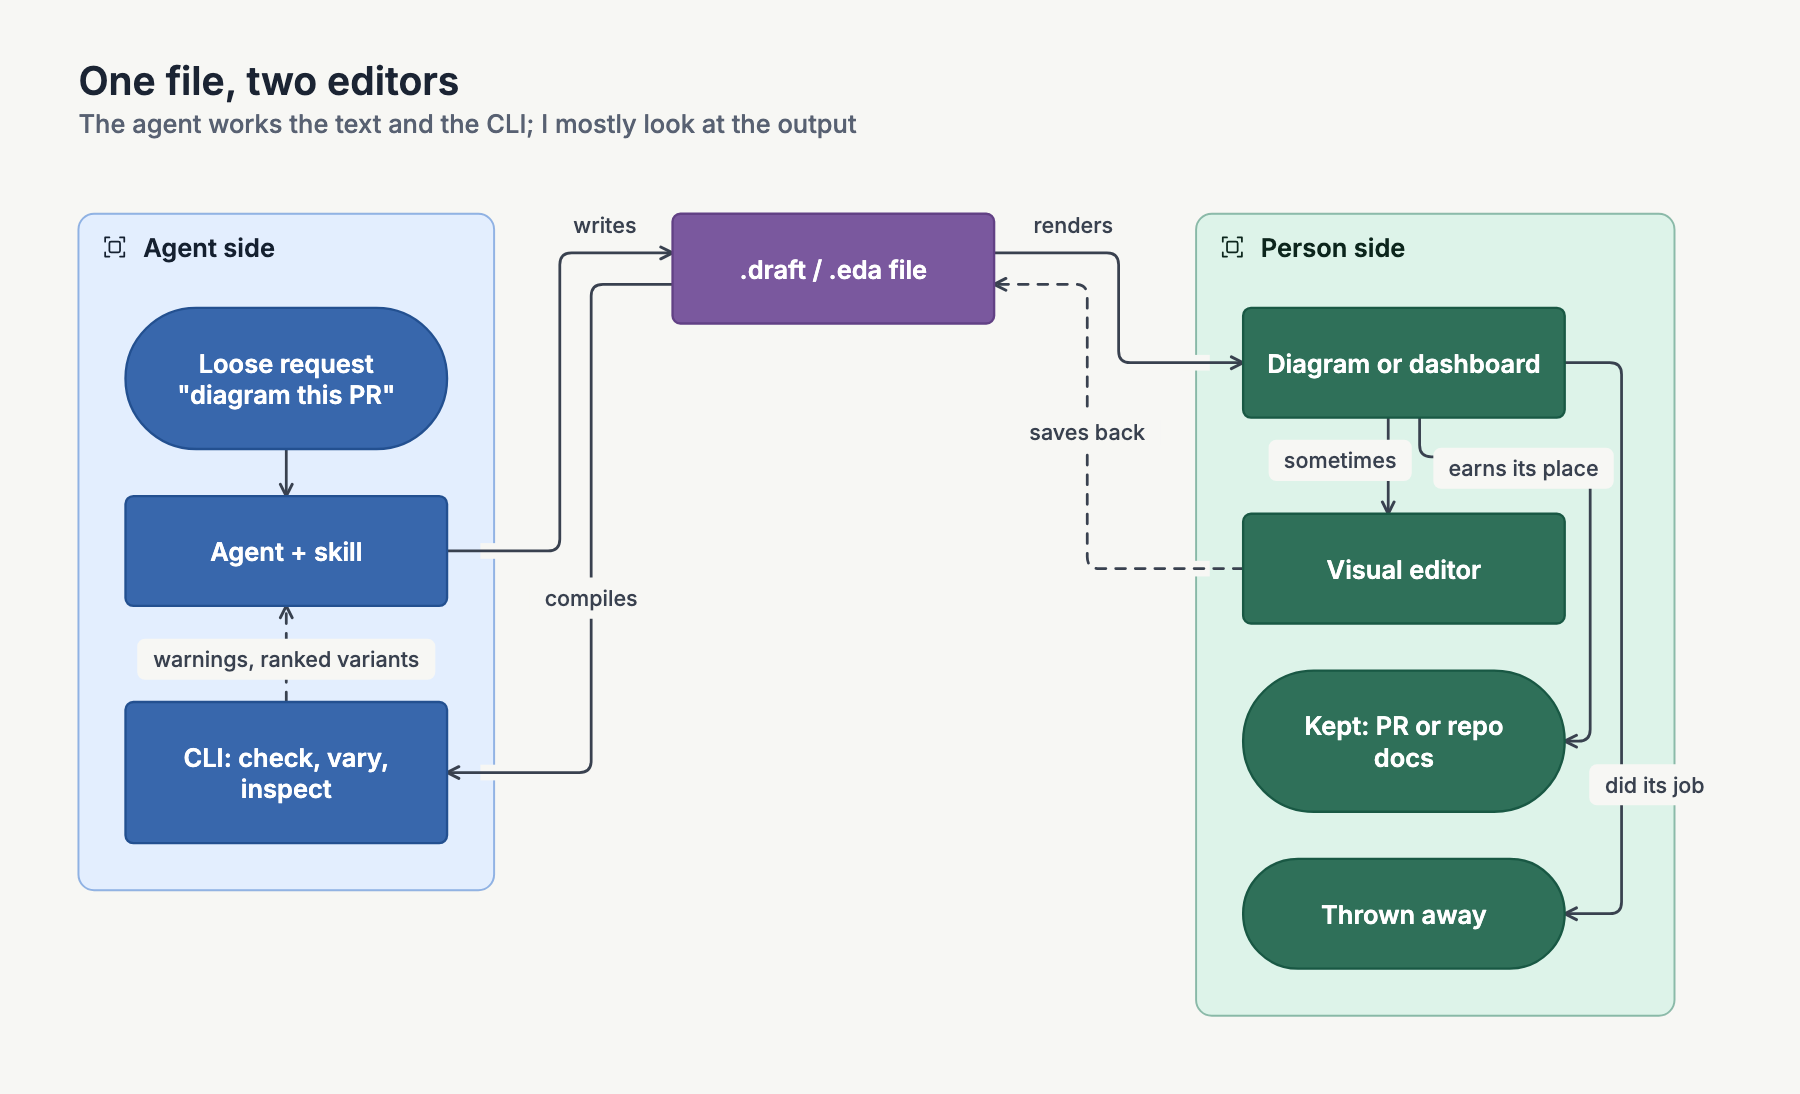 One file, two editors
The agent works the text and the CLI; I mostly look at the output
Agent side
Loose request
"diagram this PR"
Agent + skill
warnings, ranked variants
CLI: check, vary,
inspect
writes
compiles
.draft / .eda file
renders
saves back
Person side
Diagram or dashboard
sometimes
earns its place
Visual editor
Kept: PR or repo
docs
did its job
Thrown away